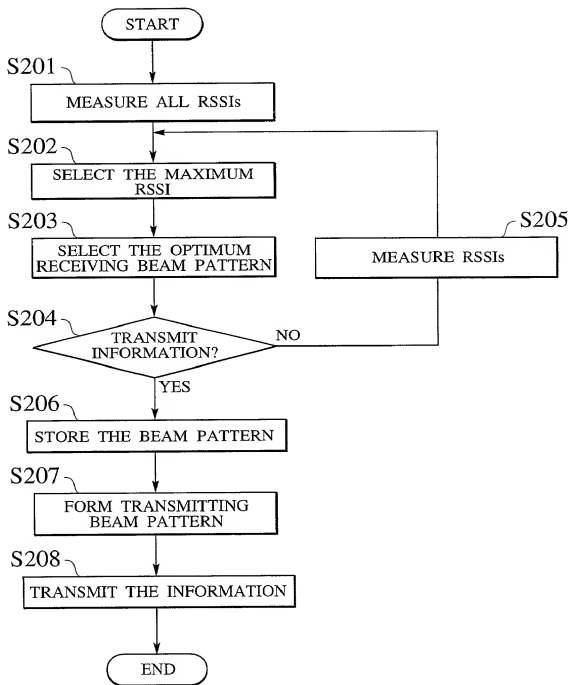 START
S201
MEASURE ALL RSSIs
S202
SELECT THE MAXIMUM
RSSI
S203
SELECT THE OPTIMUM
RECEIVING BEAM PATTERN
S205
MEASURE RSSIs
S204
TRANSMIT
INFORMATION?
NO
YES
S206
STORE THE BEAM PATTERN
S207
FORM TRANSMITTING
BEAM PATTERN
S208
TRANSMIT THE INFORMATION
END